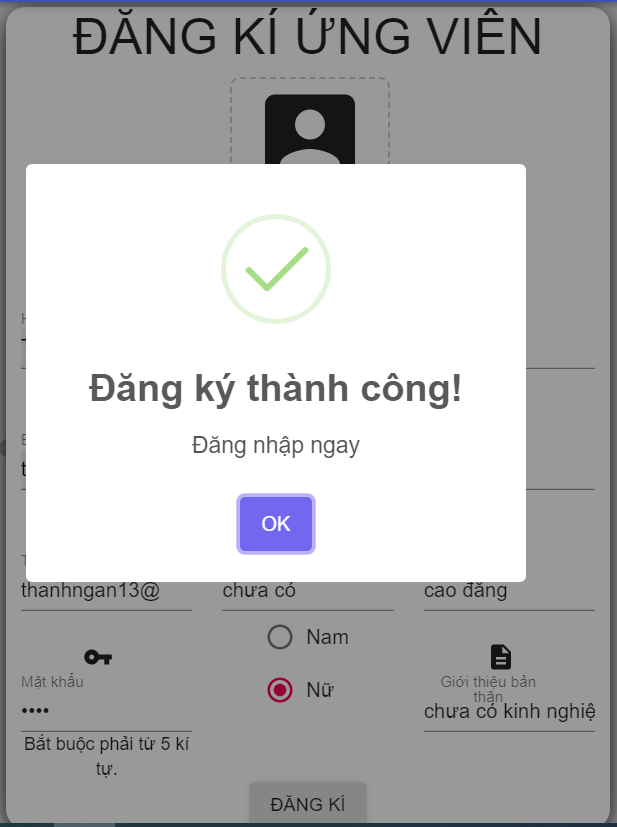 ĐĂNG KÍ ỨNG VIÊN
Đăng ký thành công!
Đăng nhập ngay
OK
thanhngan13@
chưa có
cao đăng
Nam
Nữ
Mật khẩu
••••
Bắt buộc phải từ 5 kí
tự.
Giới thiệu bản
thân
chưa có kinh nghiệ
ĐĂNG KÍ